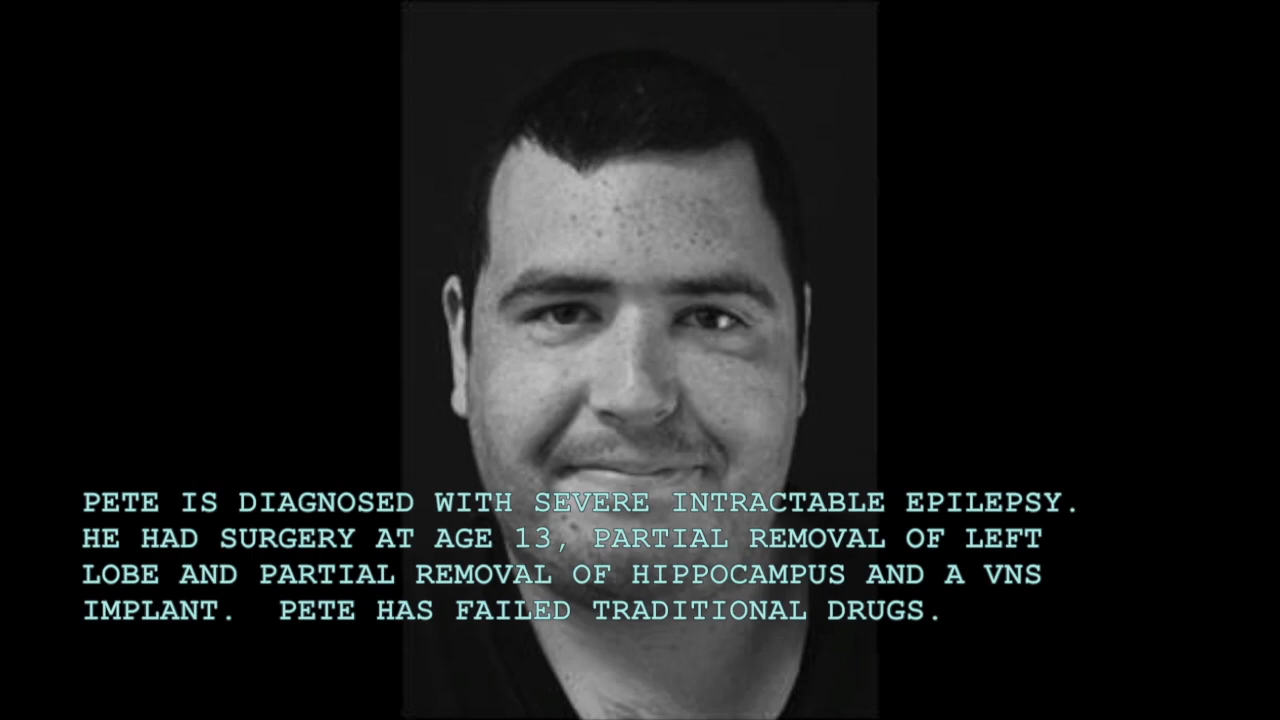 PETE IS DIAGNOSED WITH SEVERE INTRACTABLE EPILEPSY.
HE HAD SURGERY AT AGE 13, PARTIAL REMOVAL OF LEFT
LOBE AND PARTIAL REMOVAL OF HIPPOCAMPUS AND A VNS
IMPLANT.  PETE HAS FAILED TRADITIONAL DRUGS.